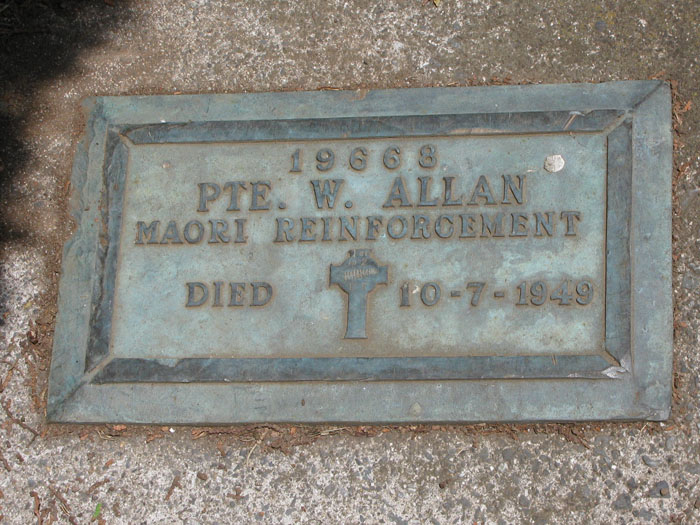 19668
PTE. W. ALLAN
MAORI REINFORCEMENT
DIED 10-7-1949